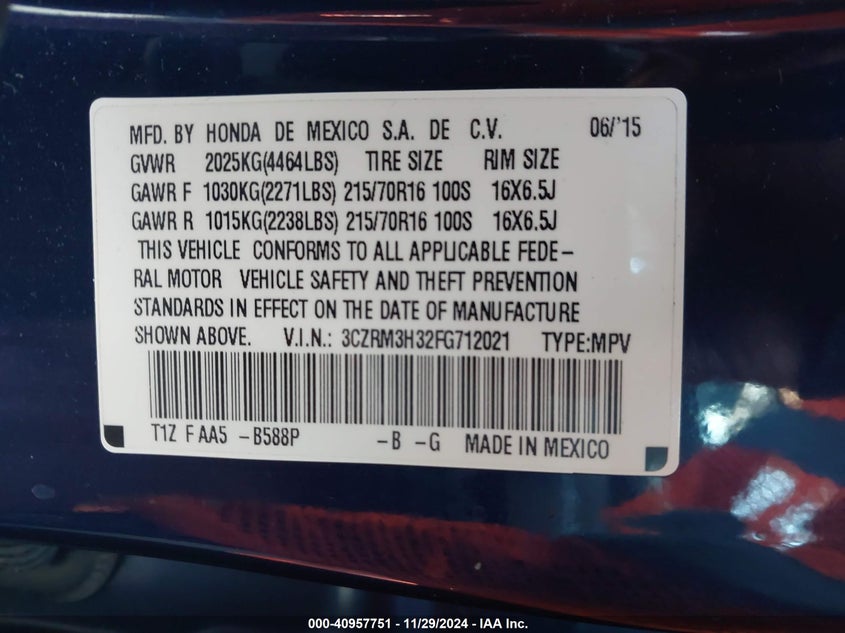 MFD. BY HONDA DE MEXICO S.A. DE C.V. 06/'15
GVWR 2025KG(4464LBS) TIRE SIZE RIM SIZE
GAWR F 1030KG(2271LBS) 215/70R16 100S 16X6.5J
GAWR R 1015KG(2238LBS) 215/70R16 100S 16X6.5J
THIS VEHICLE CONFORMS TO ALL APPLICABLE FEDE-
RAL MOTOR VEHICLE SAFETY AND THEFT PREVENTION
STANDARDS IN EFFECT ON THE DATE OF MANUFACTURE
SHOWN ABOVE. V.I.N.: 3CZRM3H32FG712021 TYPE:MPV
T1Z F AA5 -B588P -B -G MADE IN MEXICO
000-40957751 - 11/29/2024 - IAA Inc.